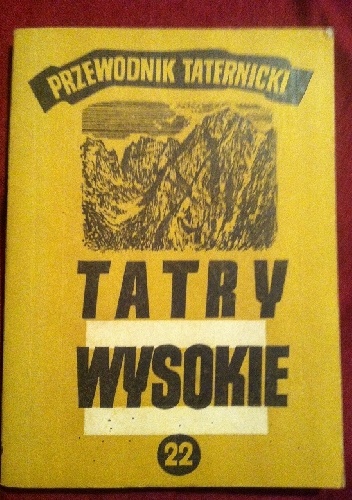 PRZEWODNIK TATERNICKI
TATRY
WYSOKIE
22